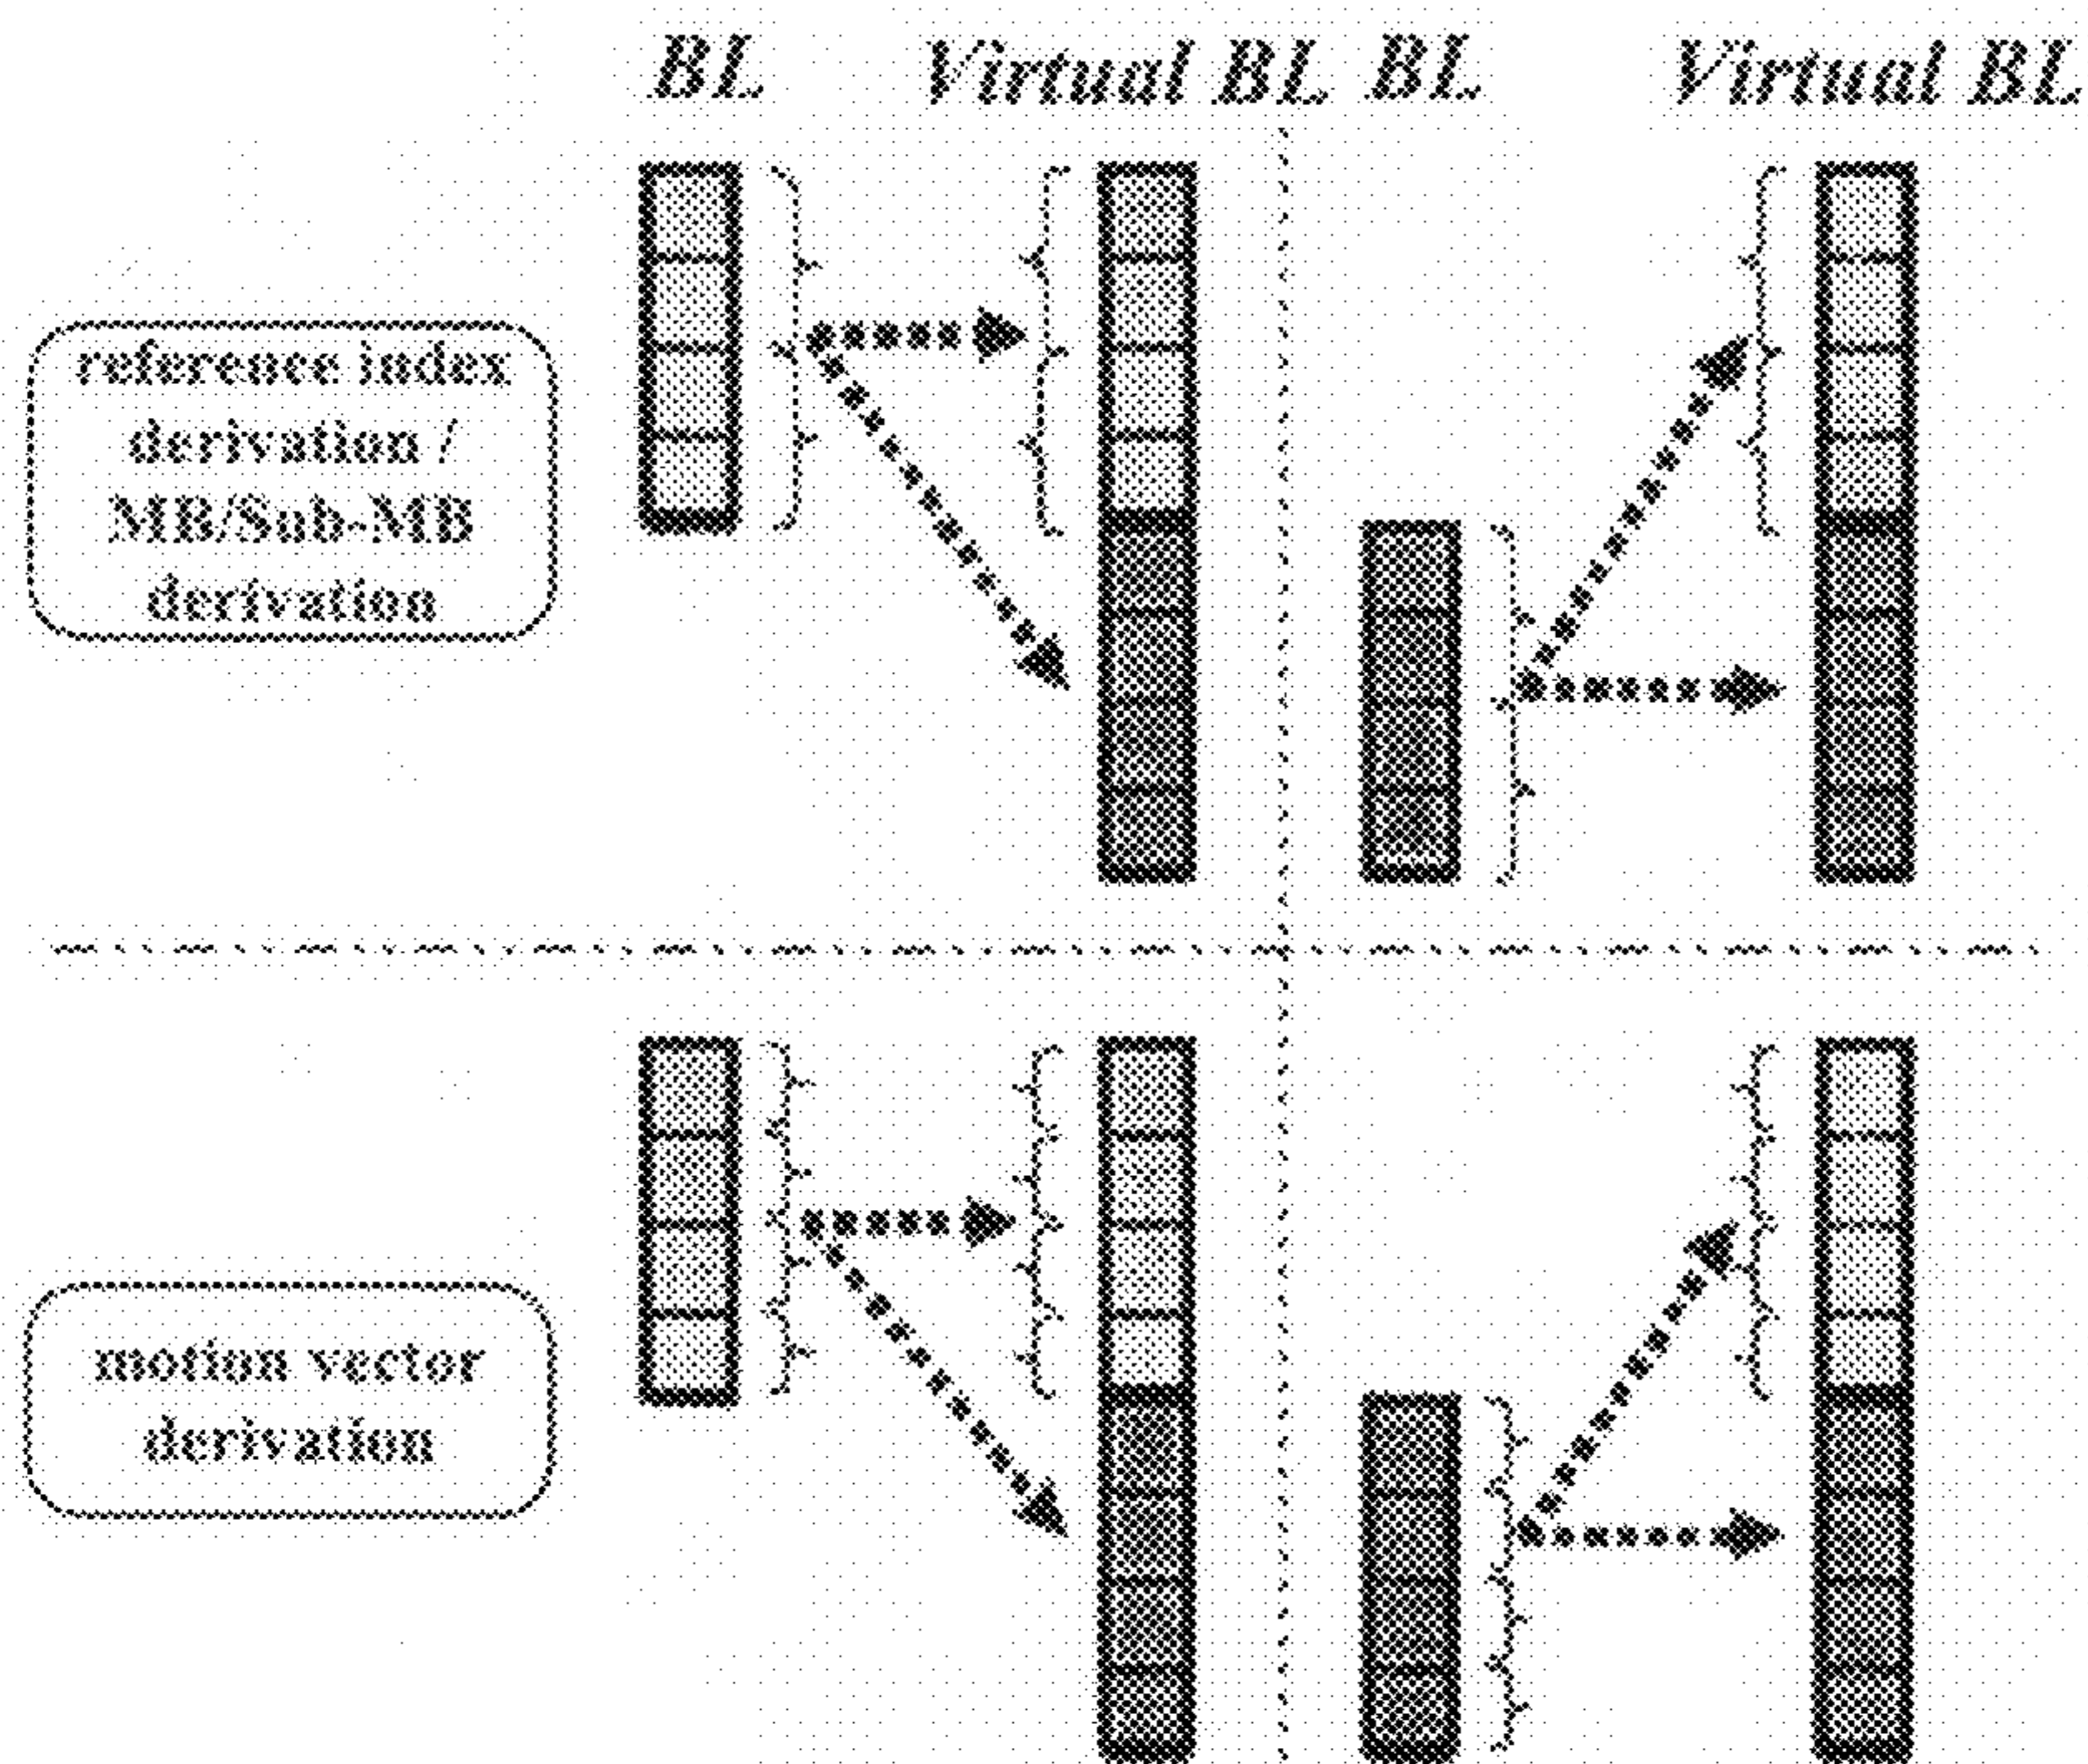 BL Virtual BL BL Virtual BL
reference index
derivation /
MB/Sub-MB
derivation
motion vector
derivation